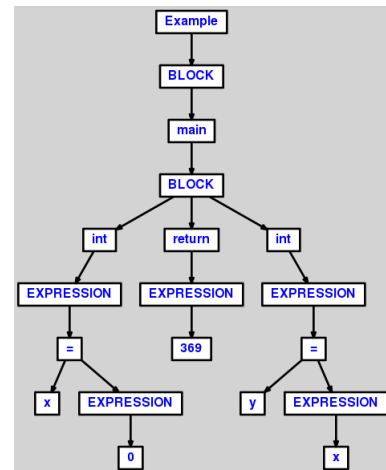 Example
BLOCK
main
BLOCK
int return int
EXPRESSION EXPRESSION EXPRESSION
= 369 =
x EXPRESSION y EXPRESSION
0 x